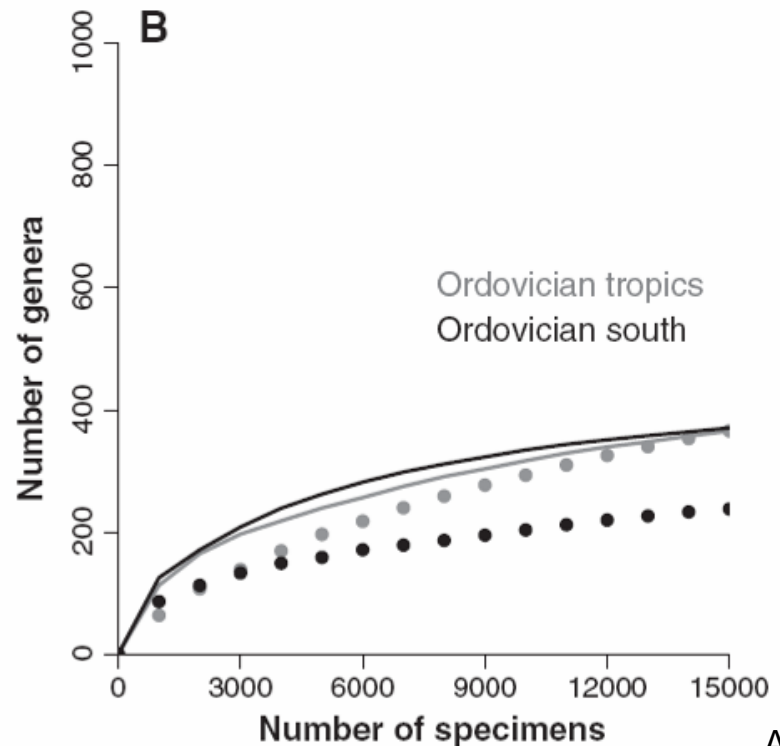 B
1000
800
600
400
200
0
Number of genera
Ordovician tropics
Ordovician south
0 3000 6000 9000 12000 15000
Number of specimens